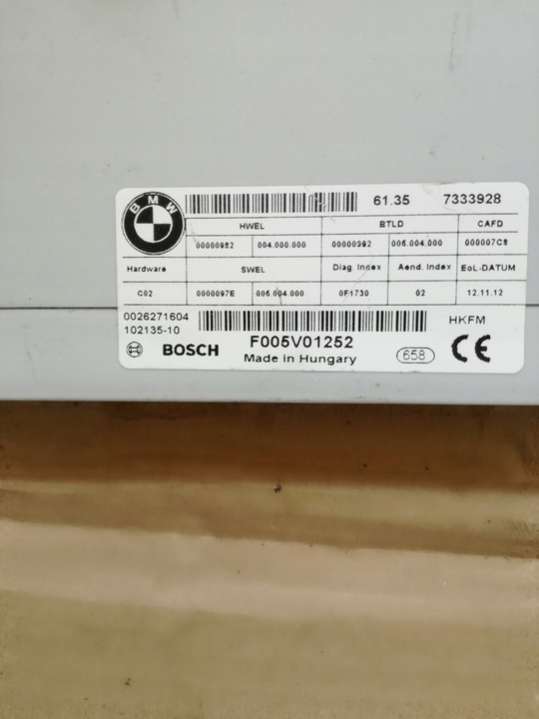 BMW
61.35 7333928
HWEL BTLD CAFD
00000982 004.000.000 00000992 006.004.000 000007C8
Hardware SWEL Diag. Index Aend. Index EoL-DATUM
C02 0000097E 006.004.000 0F1730 02 12.11.12
0026271604
102135-10
HKFM
BOSCH F005V01252
Made in Hungary
658 CE